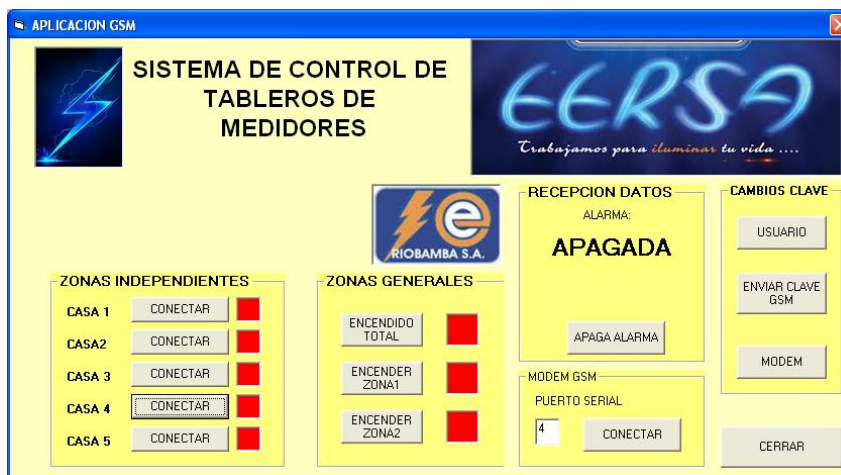 APLICACION GSM
SISTEMA DE CONTROL DE
TABLEROS DE
MEDIDORES
EERSA
Trabajamos para iluminar tu vida ....
e
RIOBAMBA S.A.
ZONAS INDEPENDIENTES
CASA 1 CONECTAR
CASA2 CONECTAR
CASA 3 CONECTAR
CASA 4 CONECTAR
CASA 5 CONECTAR
ZONAS GENERALES
ENCENDIDO
TOTAL
ENCENDER
ZONA1
ENCENDER
ZONA2
RECEPCION DATOS
ALARMA:
APAGADA
APAGA ALARMA
MODEM GSM
PUERTO SERIAL
4 CONECTAR
CAMBIOS CLAVE
USUARIO
ENVIAR CLAVE
GSM
MODEM
CERRAR